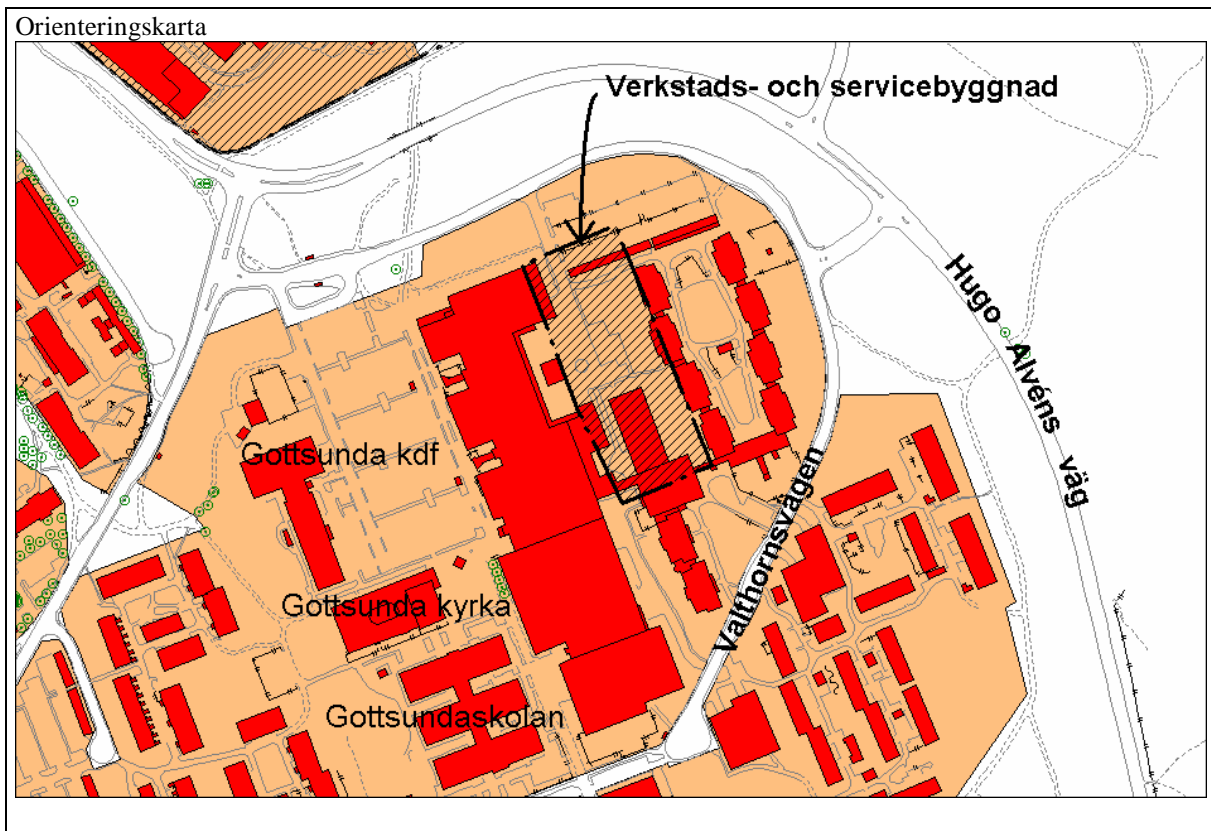 Orienteringskarta
Verkstads- och servicebyggnad
Hugo Alvéns väg
Gottsunda kdf
Valthornsvägen
Gottsunda kyrka
Gottsundaskolan